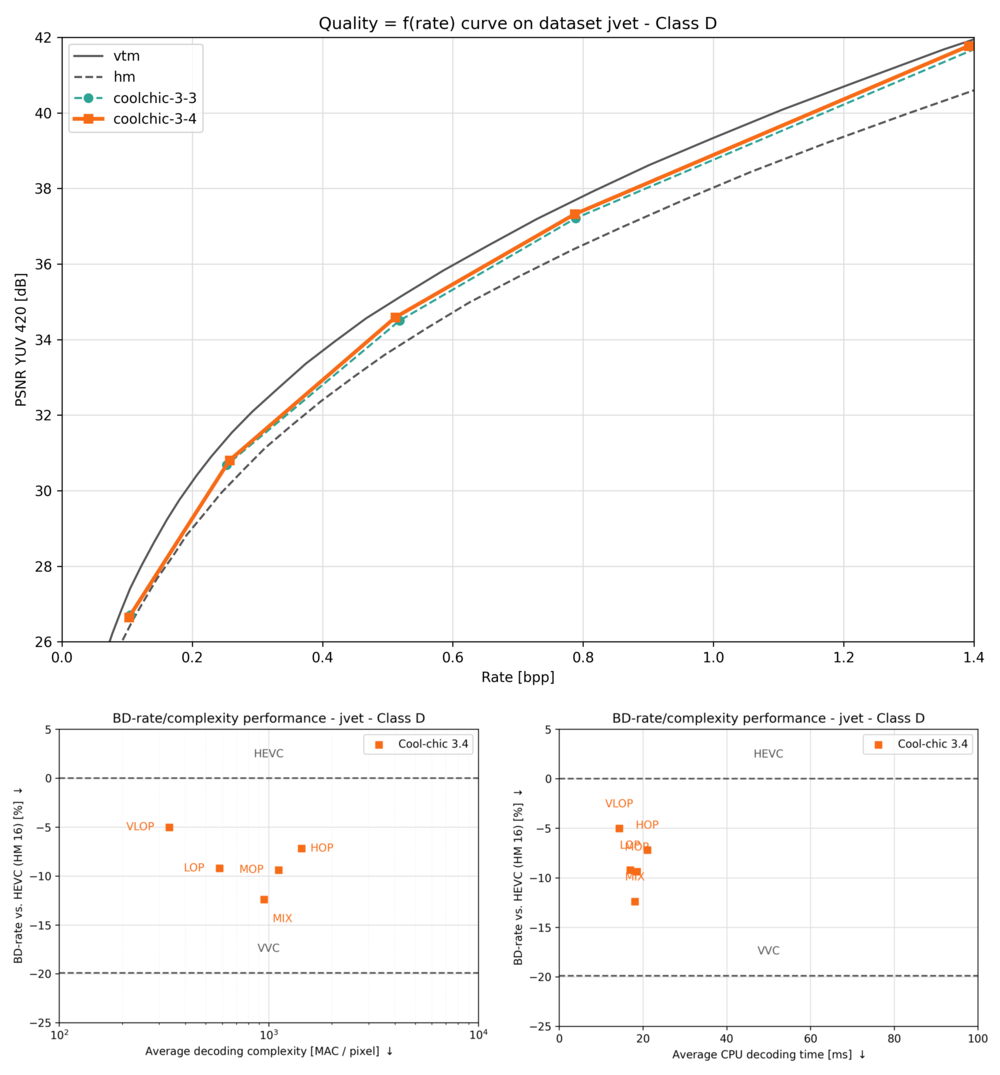 Quality = f(rate) curve on dataset jvet - Class D
vtm
hm
coolchic-3-3
coolchic-3-4
PSNR YUV 420 [dB]
42
40
38
36
34
32
30
28
26
0.0 0.2 0.4 0.6 0.8 1.0 1.2 1.4
Rate [bpp]
BD-rate/complexity performance - jvet - Class D
Cool-chic 3.4
HEVC
VLOP
HOP
LOP
MOP
MIX
VVC
BD-rate vs. HEVC (HM 16) [%] ↓
5
0
−5
−10
−15
−20
−25
10² 10³ 10⁴
Average decoding complexity [MAC / pixel] ↓
BD-rate/complexity performance - jvet - Class D
Cool-chic 3.4
HEVC
VLOP
HOP
LOP
MOP
MIX
VVC
BD-rate vs. HEVC (HM 16) [%] ↓
5
0
−5
−10
−15
−20
−25
0 20 40 60 80 100
Average CPU decoding time [ms] ↓